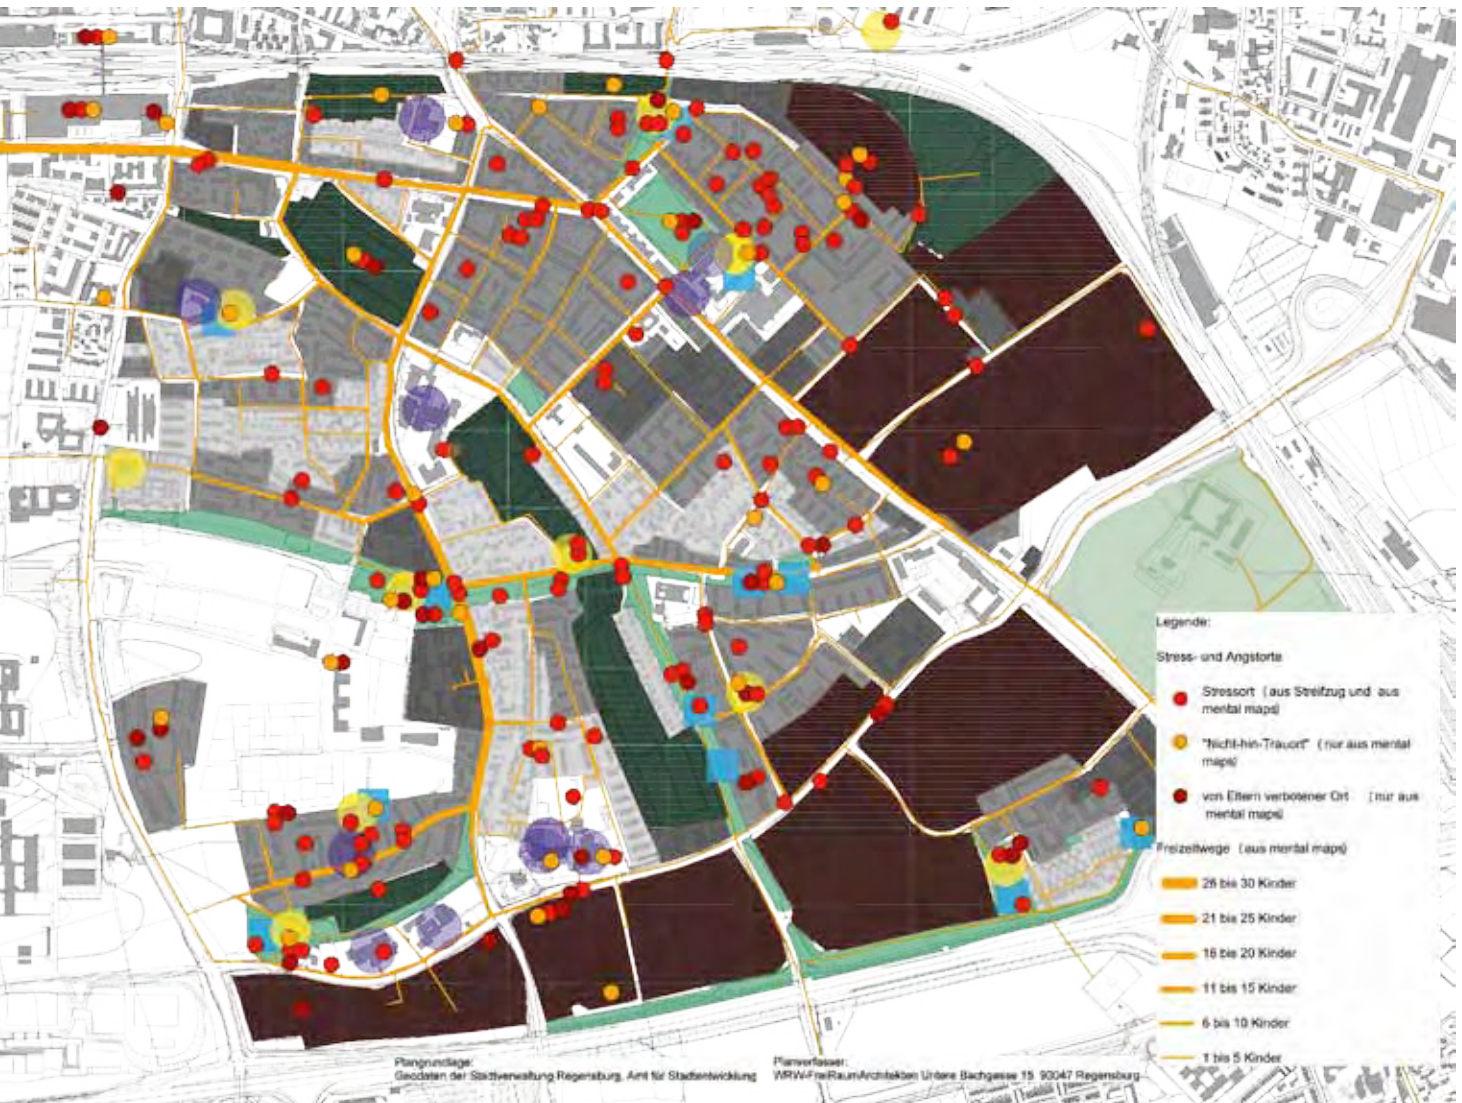 Legende:
Stress- und Angstorte
Stressort (aus Streifzug und aus
mental maps)
"Nicht-hin-Trauort" (nur aus mental
maps)
von Eltern verbotener Ort (nur aus
mental maps)
Freizeitwege (aus mental maps)
26 bis 30 Kinder
21 bis 25 Kinder
16 bis 20 Kinder
11 bis 15 Kinder
6 bis 10 Kinder
1 bis 5 Kinder
Plangrundlage:
Geodaten der Stadtverwaltung Regensburg, Amt für Stadtentwicklung
Planverfasser:
WRW-FreiRaumArchitekten Untere Bachgasse 15 93047 Regensburg